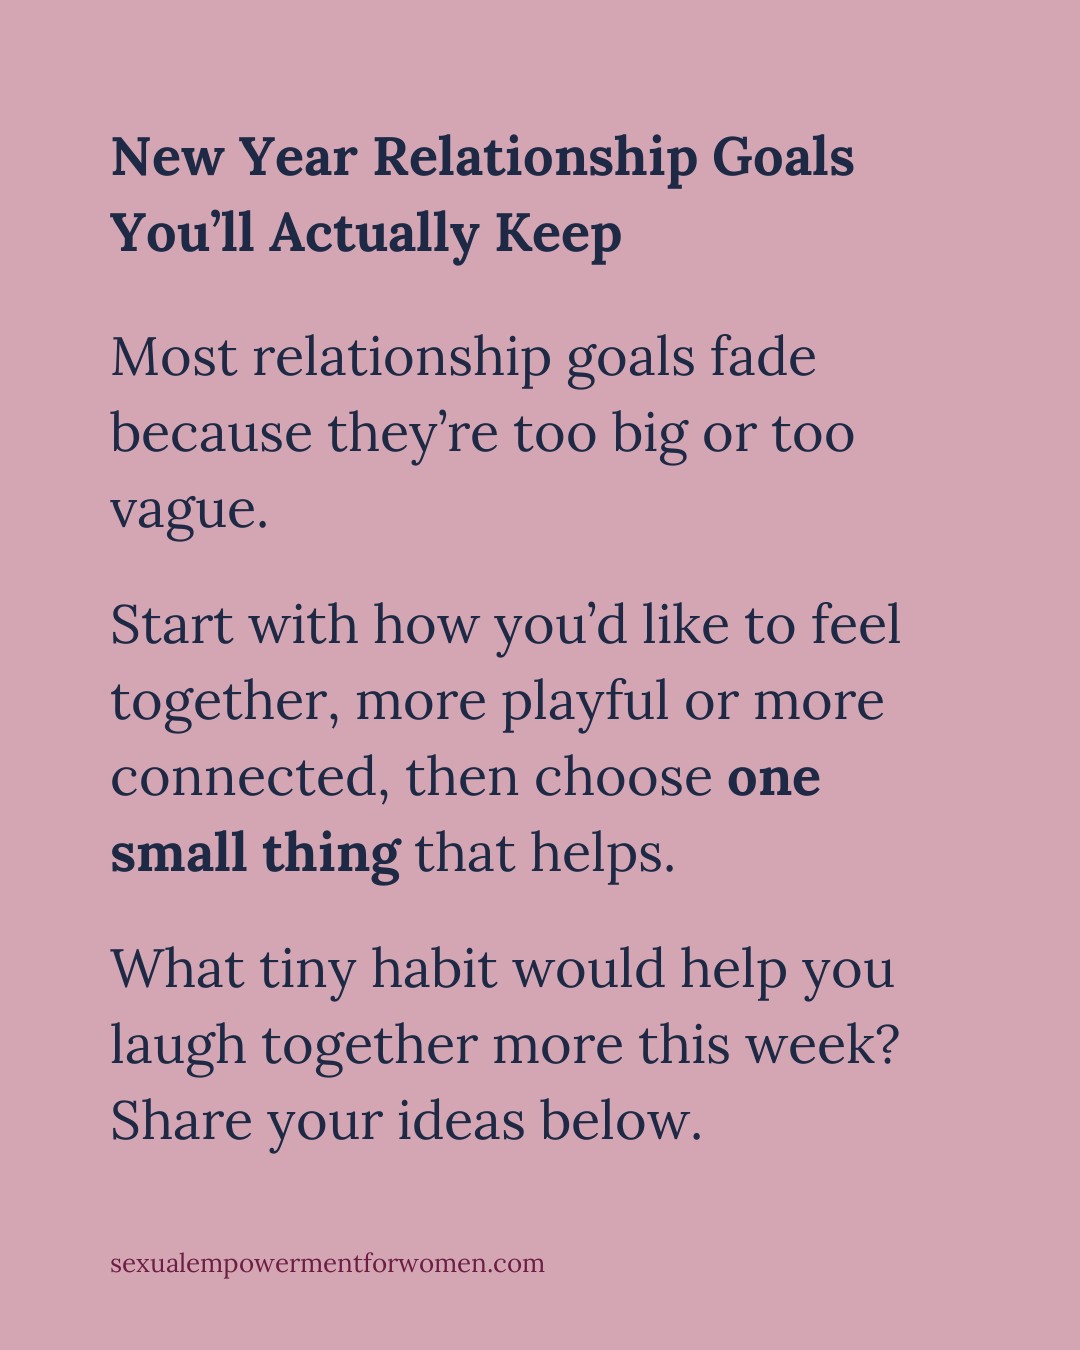 New Year Relationship Goals
You’ll Actually Keep
Most relationship goals fade
because they’re too big or too
vague.
Start with how you’d like to feel
together, more playful or more
connected, then choose one
small thing that helps.
What tiny habit would help you
laugh together more this week?
Share your ideas below.
sexualempowermentforwomen.com